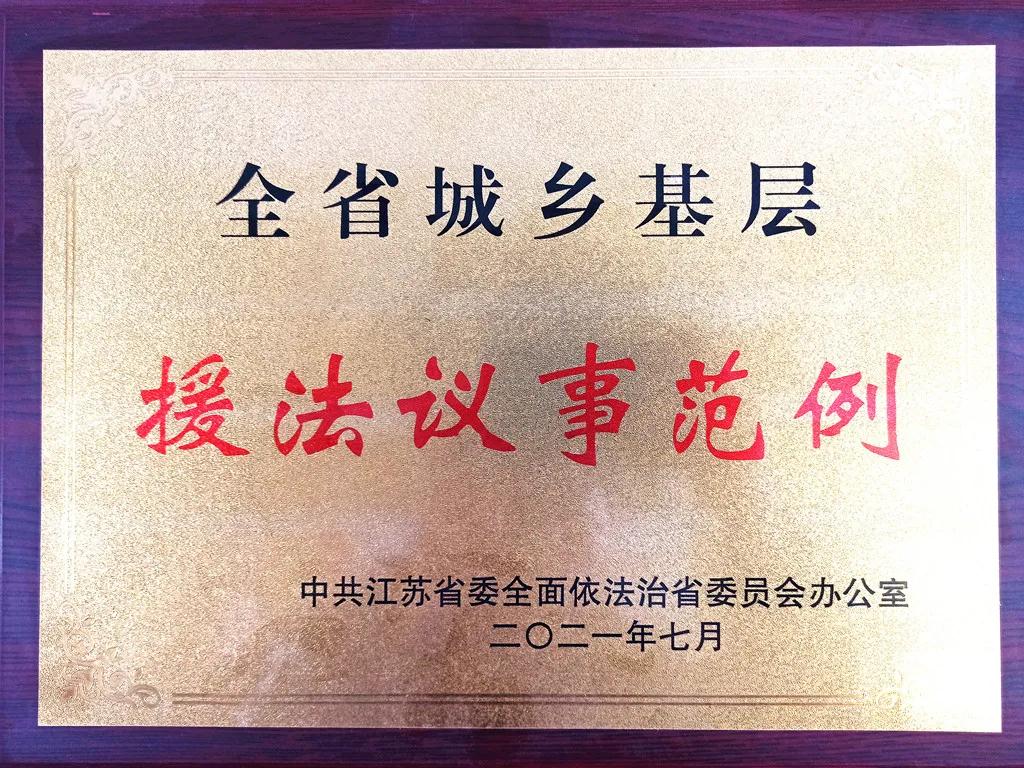 全省城乡基层
援法议事范例
中共江苏省委全面依法治省委员会办公室
二〇二一年七月